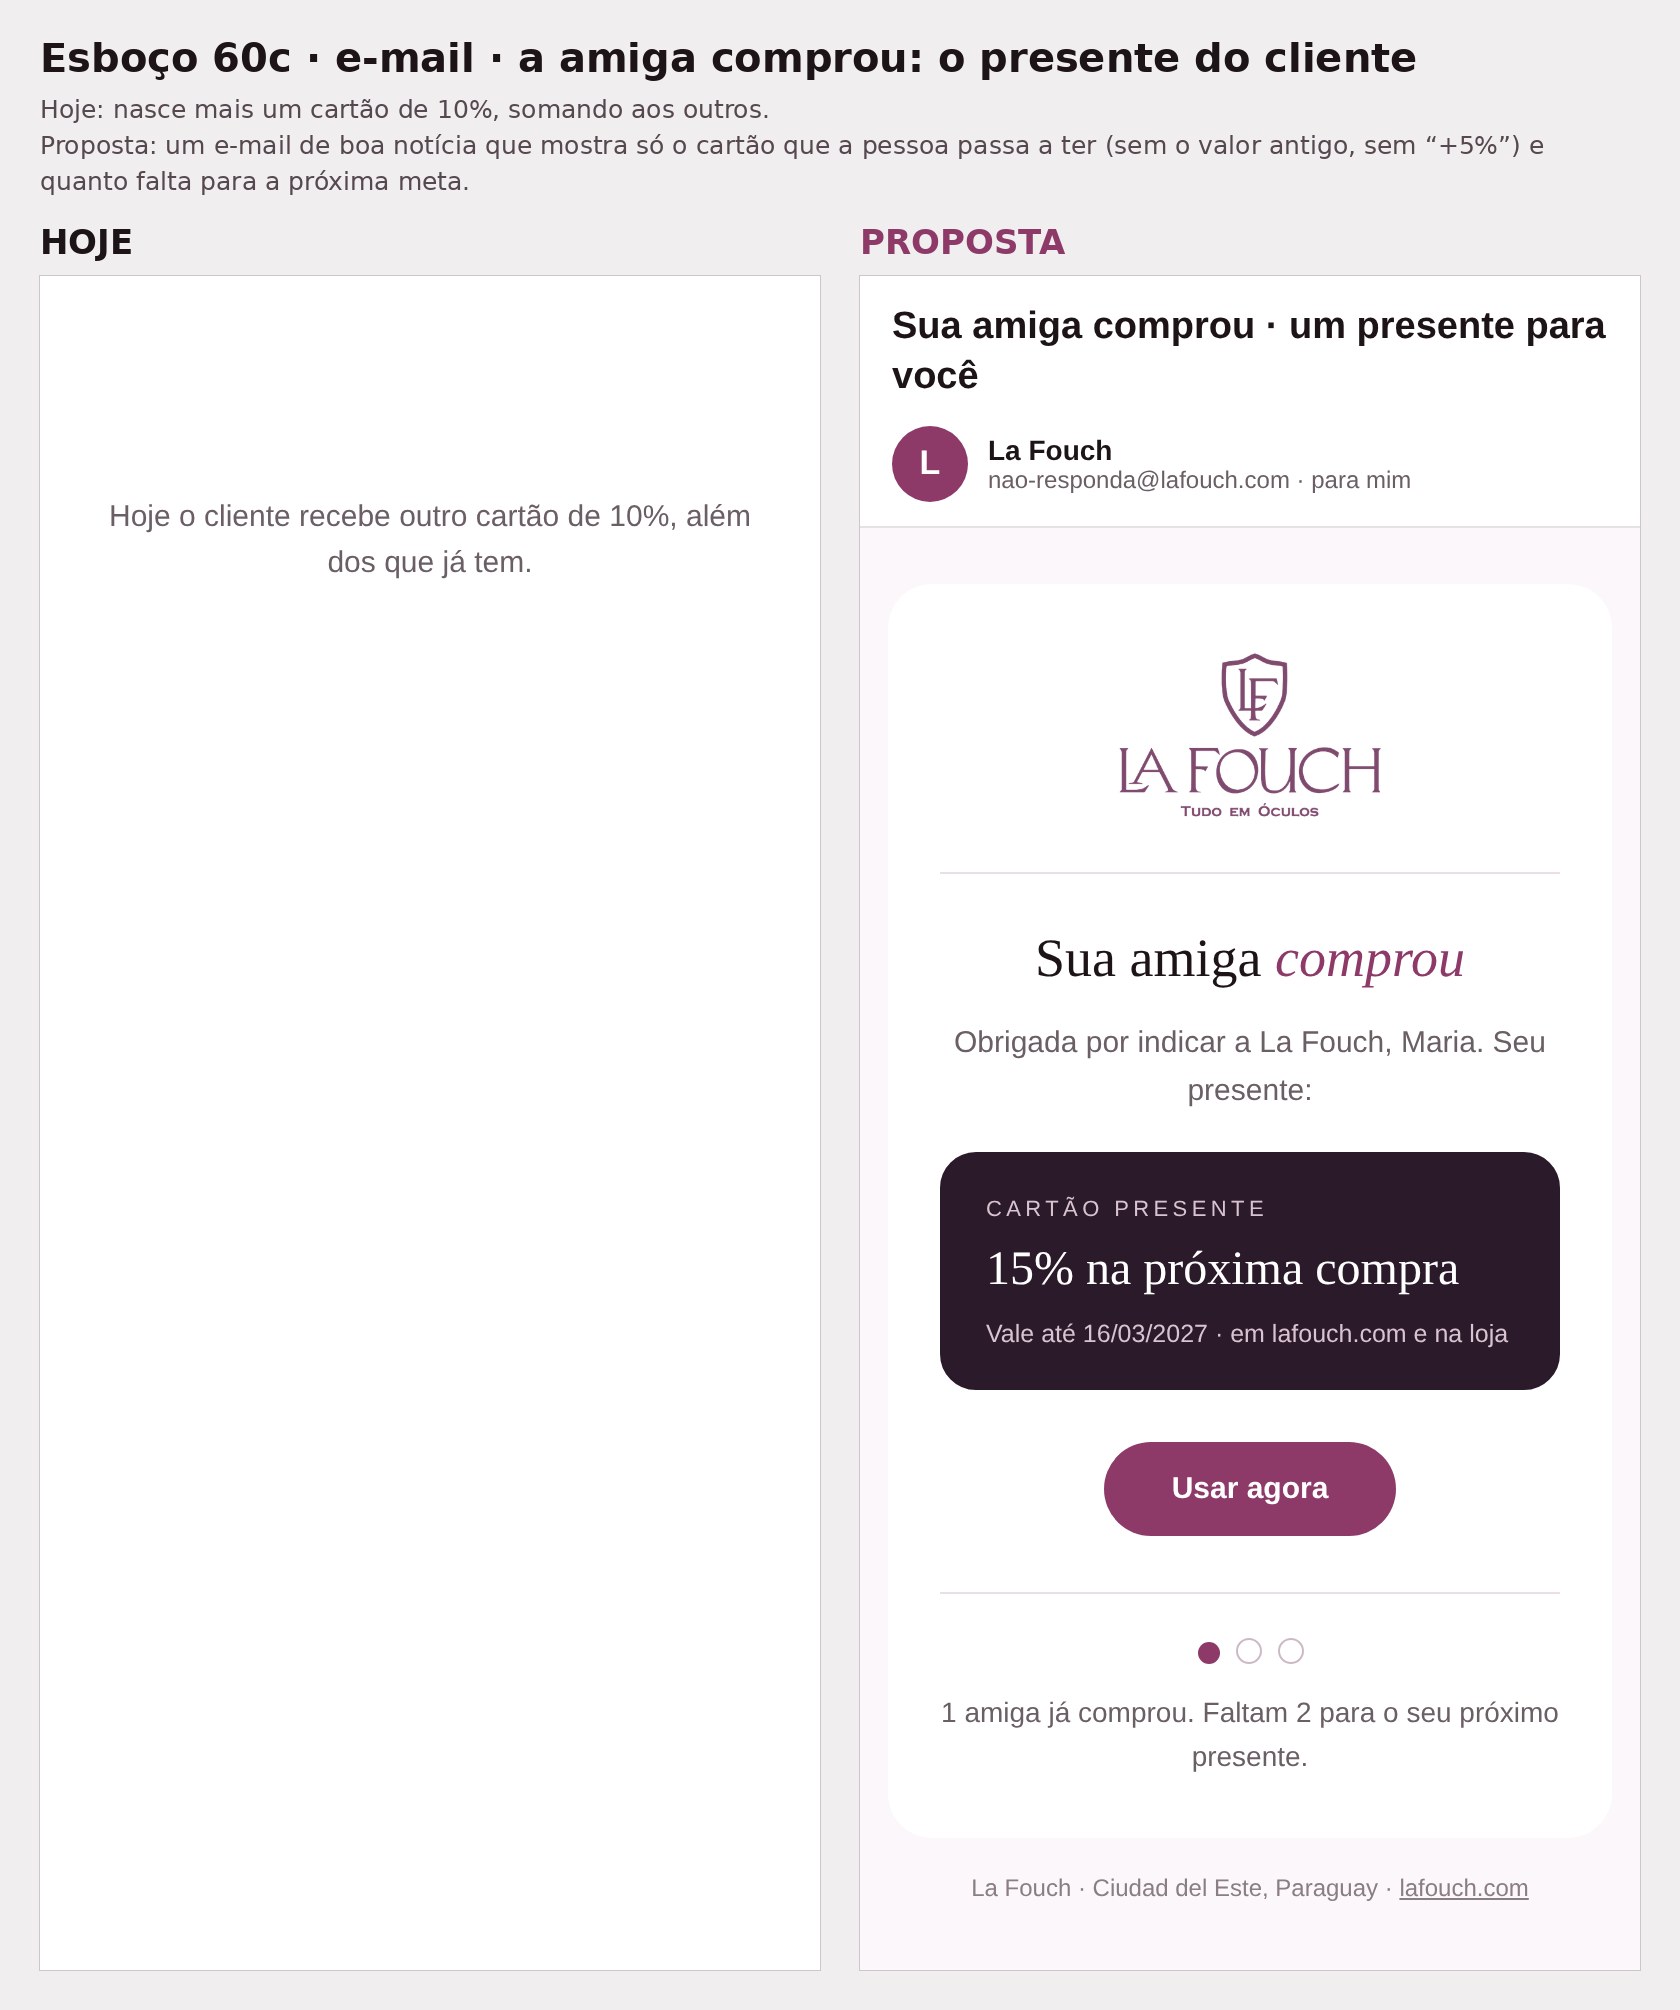 Esboço 60c · e-mail · a amiga comprou: o presente do cliente
Hoje: nasce mais um cartão de 10%, somando aos outros.
Proposta: um e-mail de boa notícia que mostra só o cartão que a pessoa passa a ter (sem o valor antigo, sem “+5%”) e
quanto falta para a próxima meta.
HOJE
Hoje o cliente recebe outro cartão de 10%, além
dos que já tem.
PROPOSTA
Sua amiga comprou · um presente para
você
L
La Fouch
nao-responda@lafouch.com · para mim
LF
LA FOUCH
Tudo em Óculos
Sua amiga comprou
Obrigada por indicar a La Fouch, Maria. Seu
presente:
CARTÃO PRESENTE
15% na próxima compra
Vale até 16/03/2027 · em lafouch.com e na loja
Usar agora
1 amiga já comprou. Faltam 2 para o seu próximo
presente.
La Fouch · Ciudad del Este, Paraguay · lafouch.com